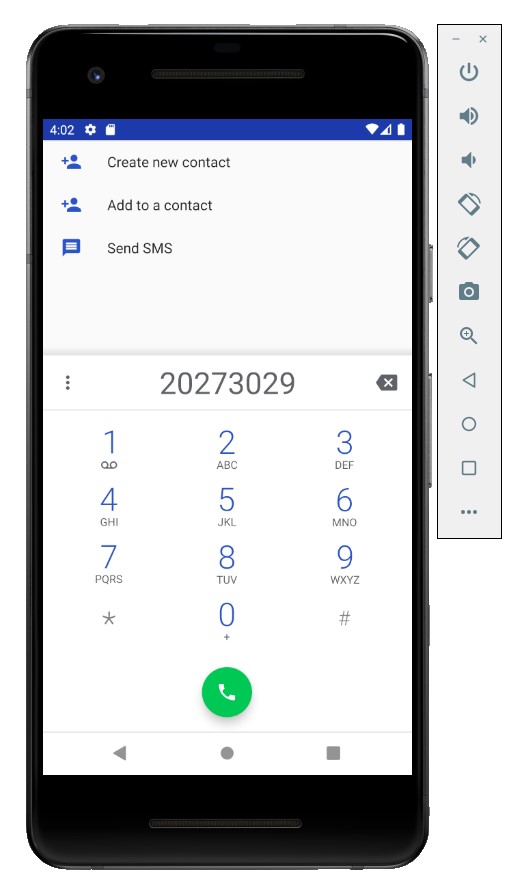 4:02
Create new contact
Add to a contact
Send SMS
20273029
1 2 3
ABC DEF
4 5 6
GHI JKL MNO
7 8 9
PQRS TUV WXYZ
* 0 #
+